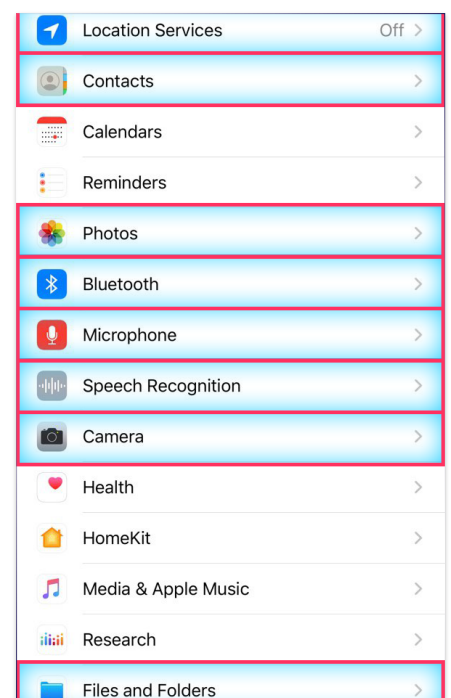 Location Services Off
Contacts
Calendars
Reminders
Photos
Bluetooth
Microphone
Speech Recognition
Camera
Health
HomeKit
Media & Apple Music
Research
Files and Folders